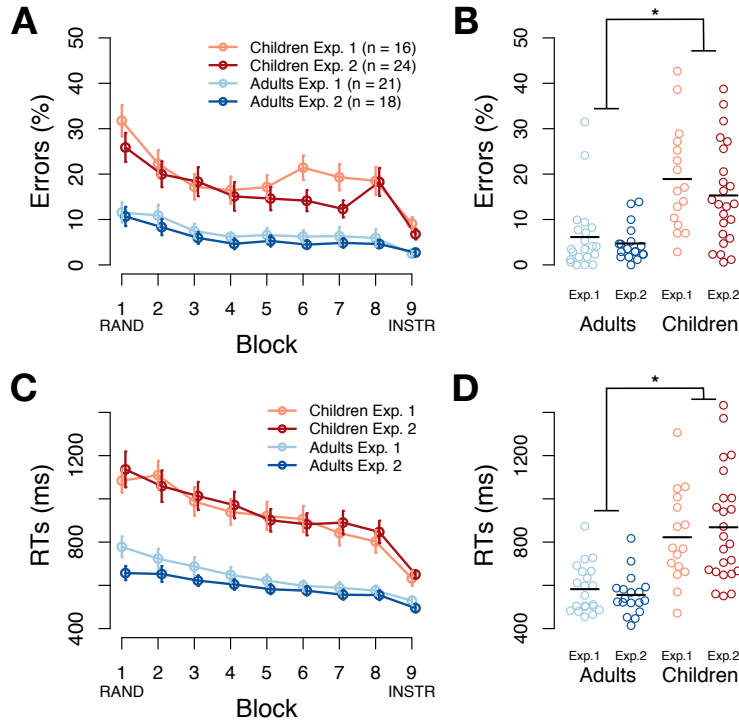 A
Errors (%)
50
40
30
20
10
0
Children Exp. 1 (n = 16)
Children Exp. 2 (n = 24)
Adults Exp. 1 (n = 21)
Adults Exp. 2 (n = 18)
1 2 3 4 5 6 7 8 9
RAND INSTR
Block
B
*
Errors (%)
50
40
30
20
10
0
Exp.1 Exp.2 Exp.1 Exp.2
Adults Children
C
RTs (ms)
1200
800
400
Children Exp. 1
Children Exp. 2
Adults Exp. 1
Adults Exp. 2
1 2 3 4 5 6 7 8 9
RAND INSTR
Block
D
*
RTs (ms)
1200
800
400
Exp.1 Exp.2 Exp.1 Exp.2
Adults Children